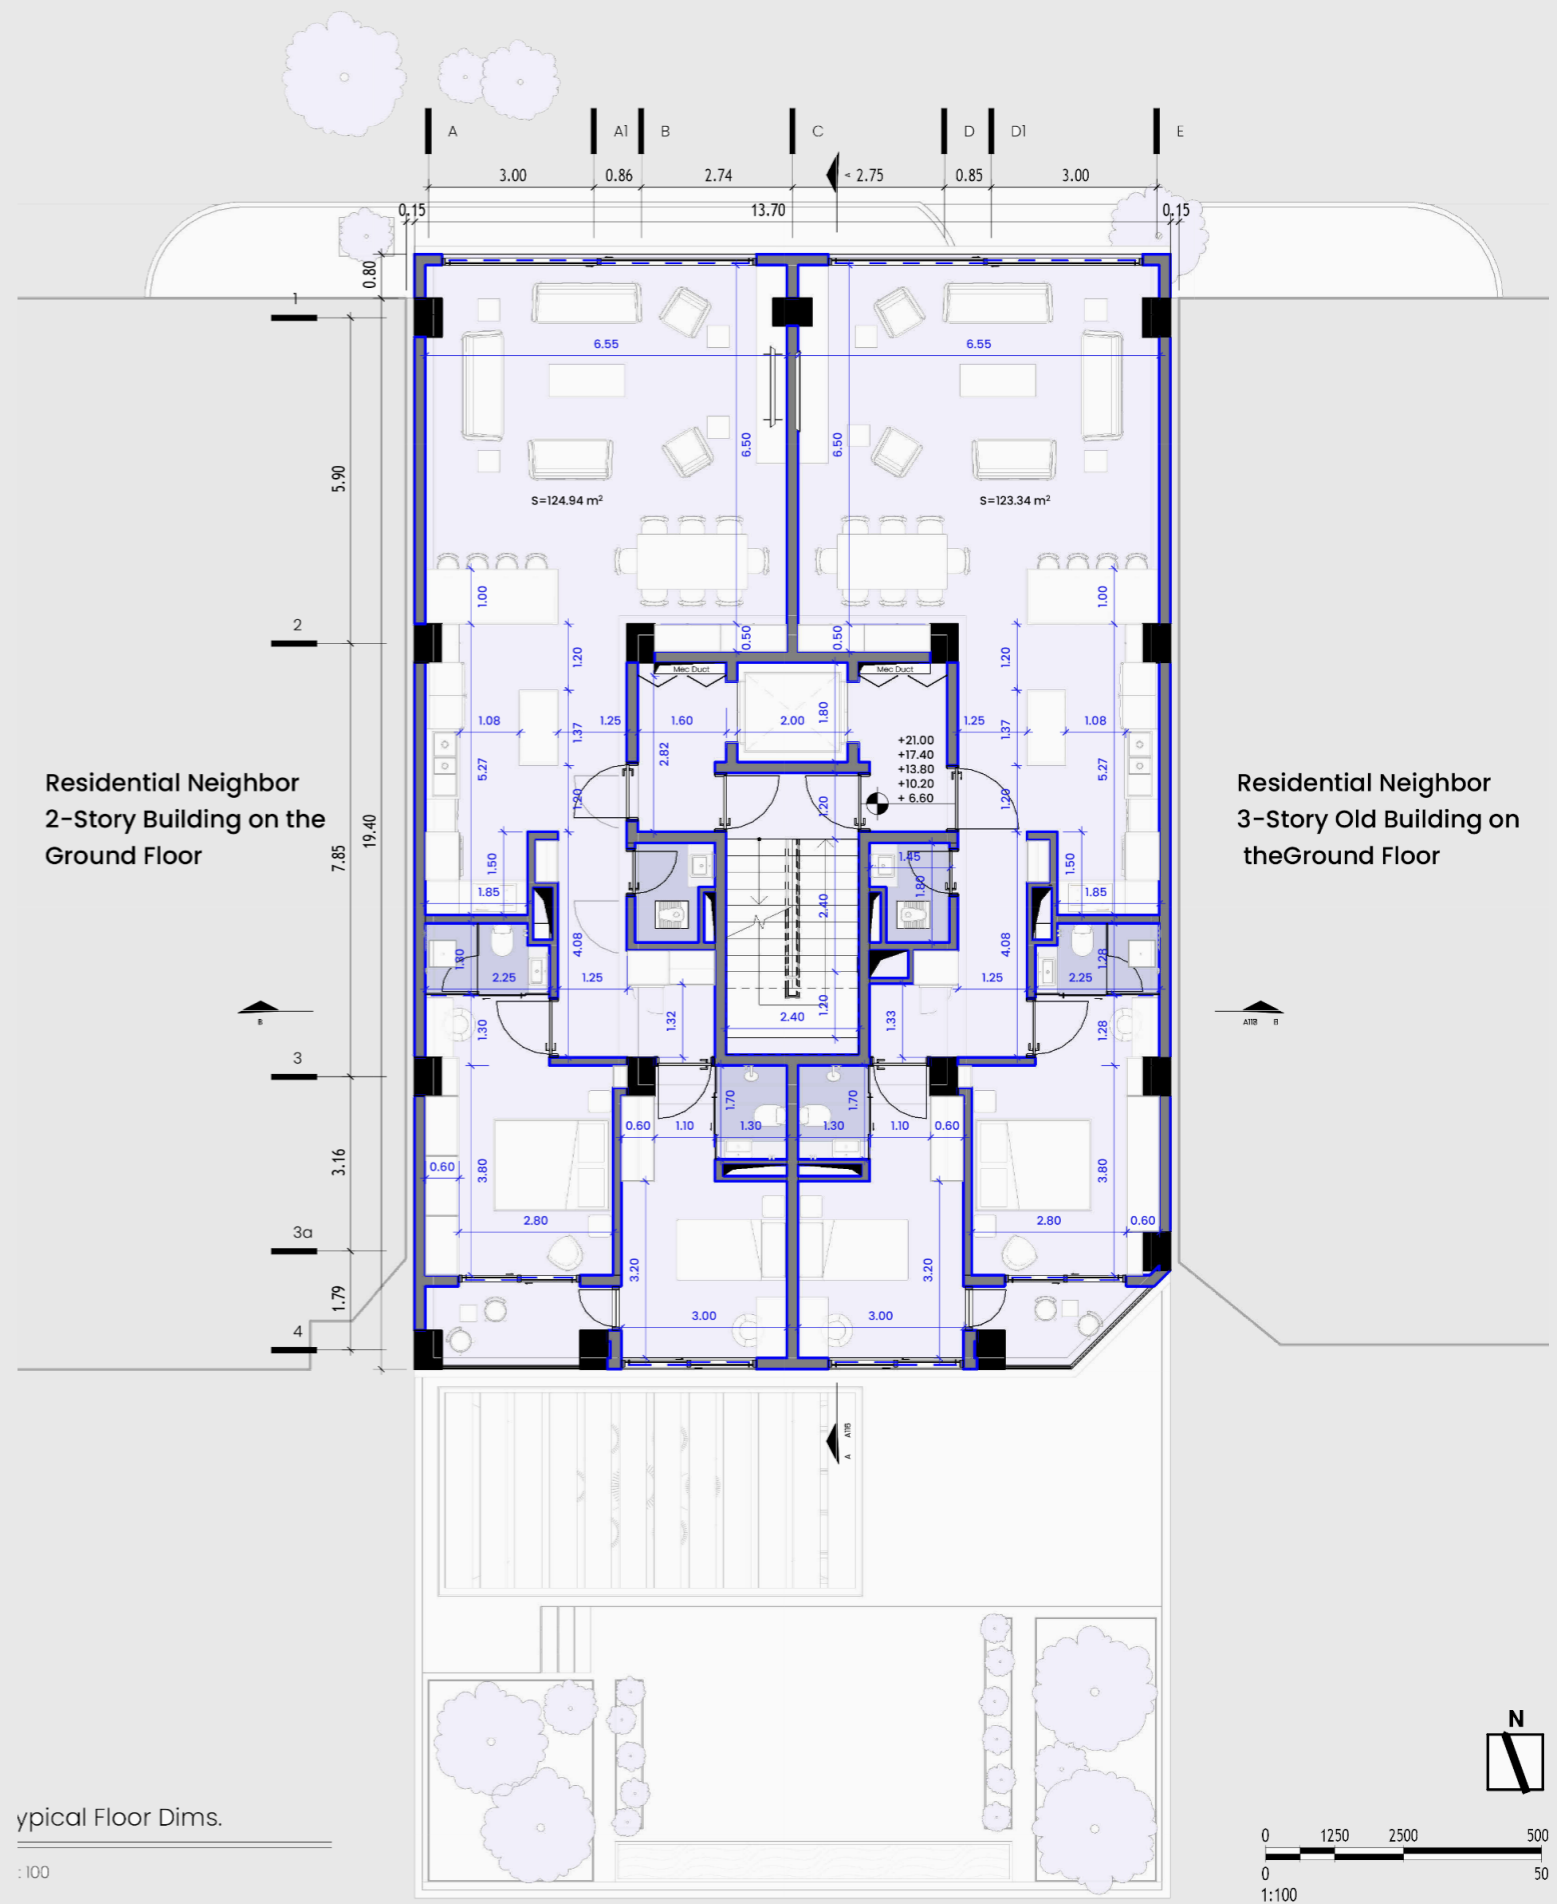 A A1 B C D D1 E
3.00 0.86 2.74 < 2.75 0.85 3.00
0.15 13.70 0.15
0.80
1
6.55 6.55
6.50 6.50
5.90
S=124.94 m² S=123.34 m²
1.00 1.00
2
0.50 0.50
1.20 1.20
Mec Duct Mec Duct
1.08 1.25 1.60 2.00 1.80 1.25 1.08
1.37 1.37
2.82
+21.00
+17.40
+13.80
+10.20
+ 6.60
5.27 5.27
1.20 1.20 1.20
Residential Neighbor
2-Story Building on the
Ground Floor
Residential Neighbor
3-Story Old Building on
theGround Floor
19.40
7.85
1.50 1.45 1.50
1.85 1.80 1.85
2.40
4.08 4.08
1.80 1.28
2.25 1.25 1.25 2.25
1.20
B
A118 B
1.30 1.32 2.40 1.33 1.28
3
1.70 1.70
0.60 1.10 1.30 1.30 1.10 0.60
3.16
0.60 3.80 3.80
2.80 2.80 0.60
3a
3.20 3.20
1.79
3.00 3.00
4
A A116
N
ypical Floor Dims.
: 100
0 1250 2500 500
0 50
1:100